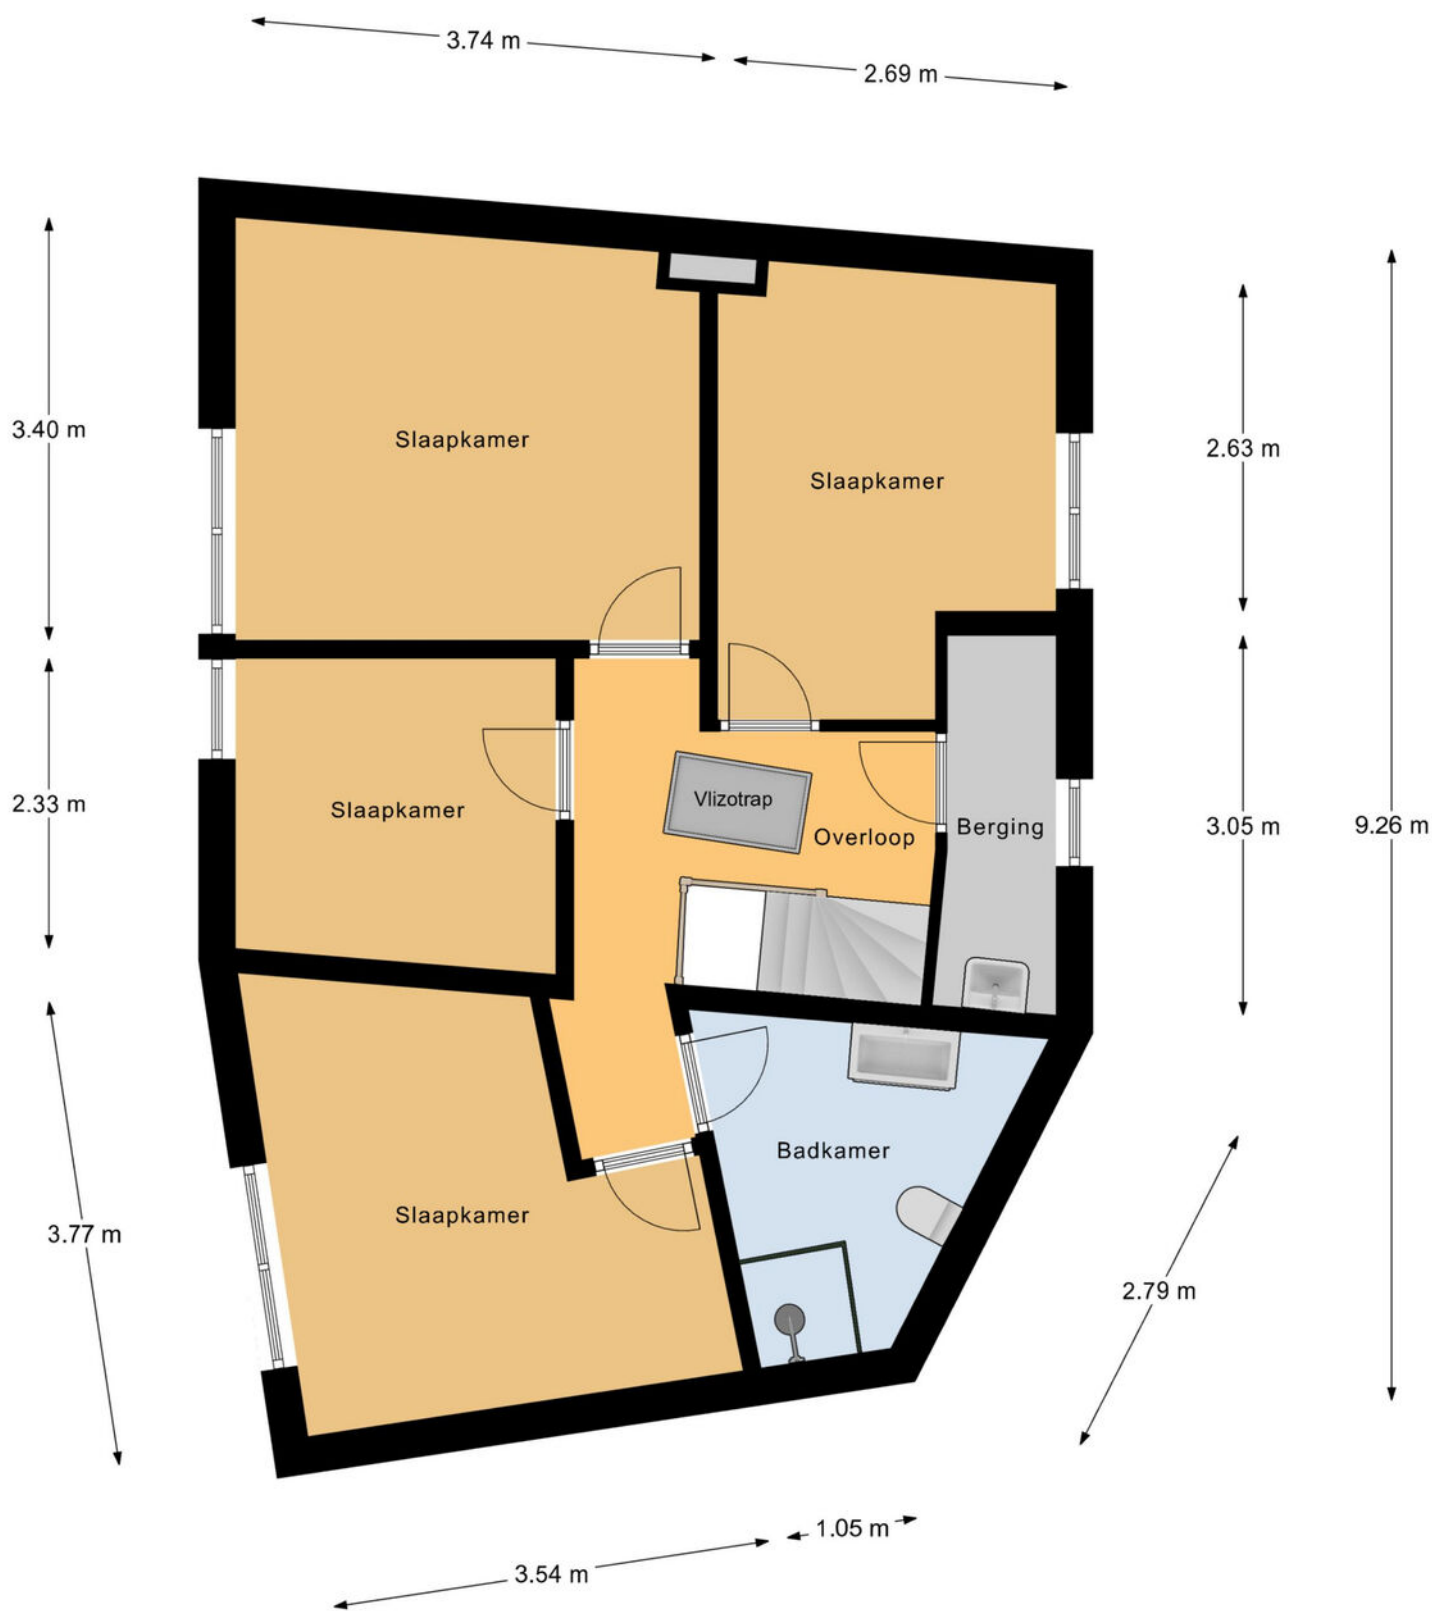 3.74 m
2.69 m
3.40 m
Slaapkamer
2.63 m
Slaapkamer
2.33 m
Slaapkamer
Vlizotrap
Overloop
Berging
3.05 m
9.26 m
Badkamer
Slaapkamer
3.77 m
2.79 m
1.05 m
3.54 m